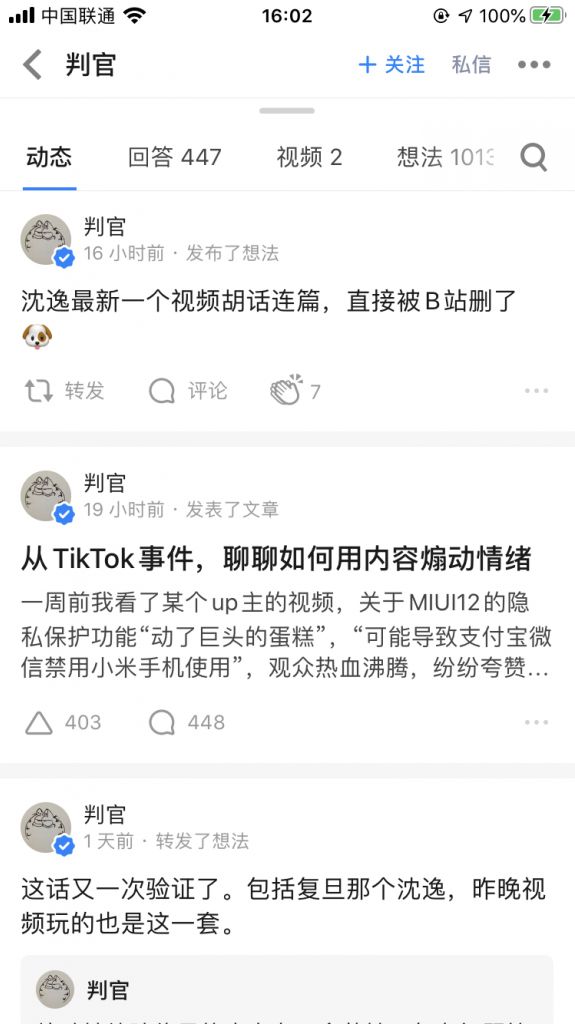 中国联通 16:02 100%
判官 + 关注 私信
动态 回答 447 视频 2 想法 1013
判官
16 小时前 · 发布了想法
沈逸最新一个视频胡话连篇，直接被B站删了
🐶
转发 评论 7
判官
19 小时前 · 发表了文章
从 TikTok 事件，聊聊如何用内容煽动情绪
一周前我看了某个up主的视频，关于MIUI12的隐
私保护功能“动了巨头的蛋糕”，“可能导致支付宝微
信禁用小米手机使用”，观众热血沸腾，纷纷夸赞...
403 448
判官
1 天前 · 转发了想法
这话又一次验证了。包括复旦那个沈逸，昨晚视
频玩的也是这一套。
判官